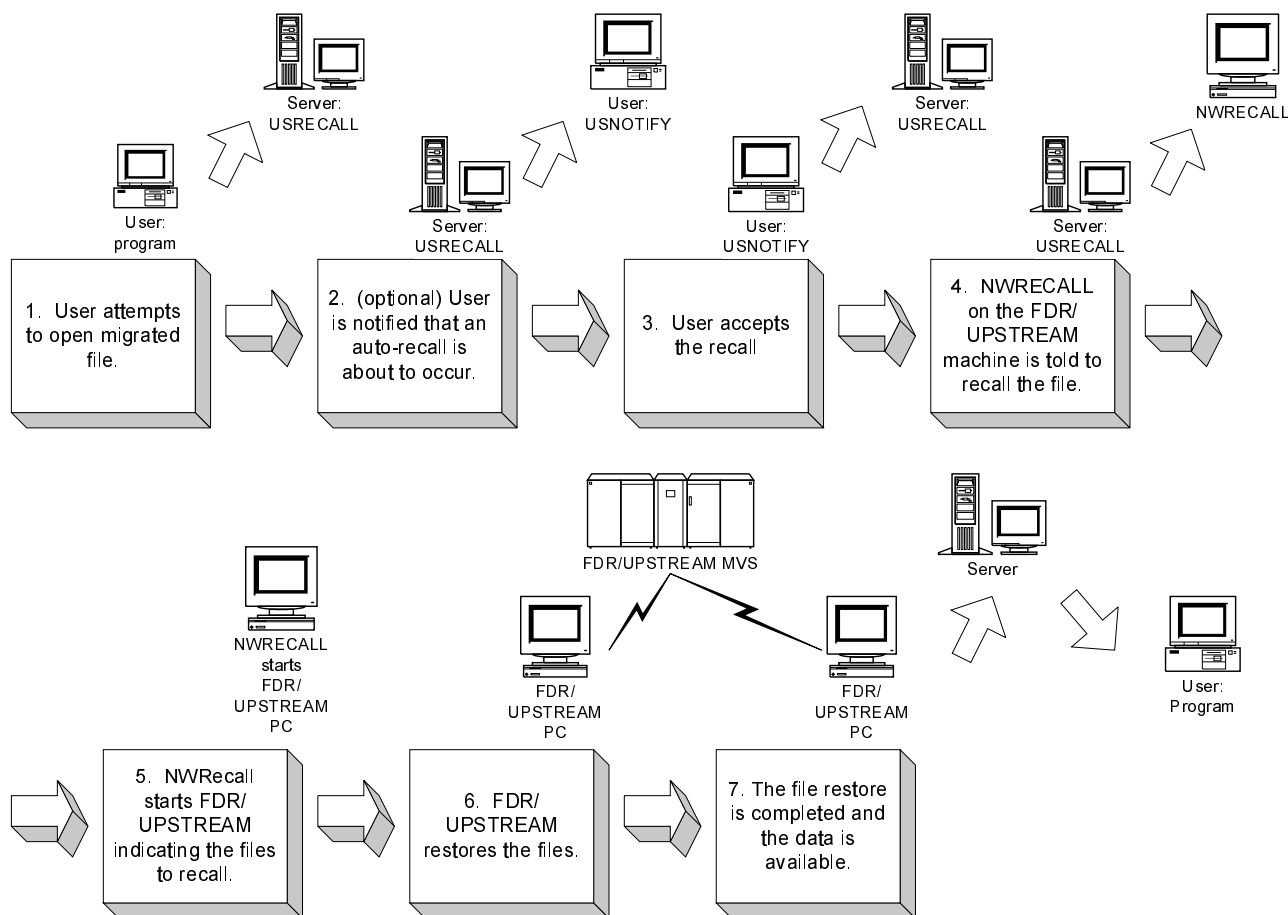 Server:
USRECALL
User:
USNOTIFY
Server:
USRECALL
NWRECALL
User:
program
Server:
USRECALL
User:
USNOTIFY
Server:
USRECALL
1. User attempts
to open migrated
file.
2. (optional) User
is notified that an
auto-recall is
about to occur.
3. User accepts
the recall
4. NWRECALL
on the FDR/
UPSTREAM
machine is told to
recall the file.
FDR/UPSTREAM MVS
Server
NWRECALL
starts
FDR/
UPSTREAM
PC
FDR/
UPSTREAM
PC
FDR/
UPSTREAM
PC
User:
Program
5. NWRecall
starts FDR/
UPSTREAM
indicating the files
to recall.
6. FDR/
UPSTREAM
restores the files.
7. The file restore
is completed and
the data is
available.